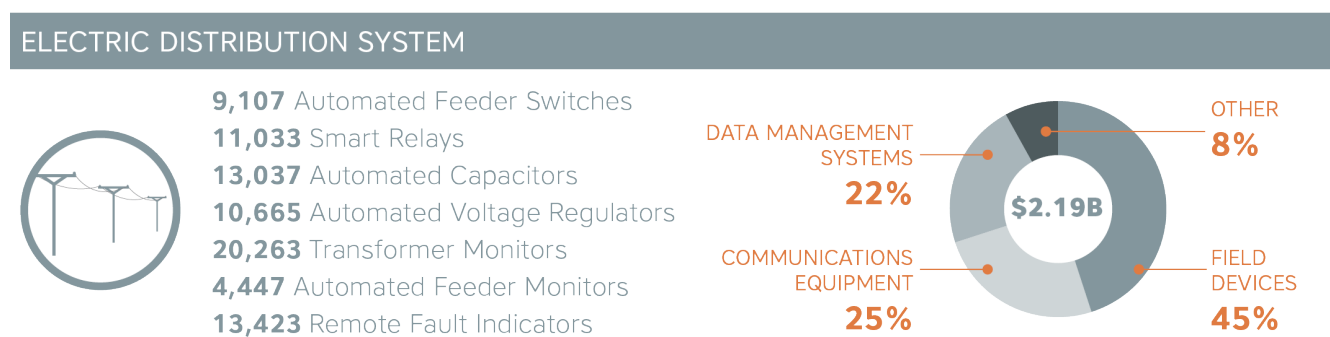 ELECTRIC DISTRIBUTION SYSTEM
9,107 Automated Feeder Switches
11,033 Smart Relays
13,037 Automated Capacitors
10,665 Automated Voltage Regulators
20,263 Transformer Monitors
4,447 Automated Feeder Monitors
13,423 Remote Fault Indicators
DATA MANAGEMENT
SYSTEMS
22%
COMMUNICATIONS
EQUIPMENT
25%
$2.19B
OTHER
8%
FIELD
DEVICES
45%